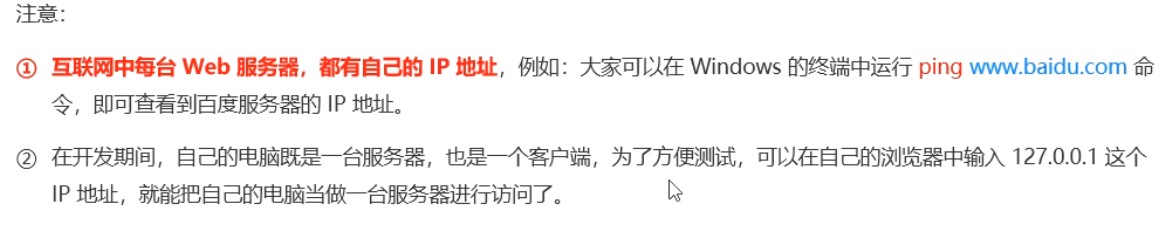 注意：
① 互联网中每台 Web 服务器，都有自己的 IP 地址，例如：大家可以在 Windows 的终端中运行 ping www.baidu.com 命
令，即可查看到百度服务器的 IP 地址。
② 在开发期间，自己的电脑既是一台服务器，也是一个客户端，为了方便测试，可以在自己的浏览器中输入 127.0.0.1 这个
IP 地址，就能把自己的电脑当做一台服务器进行访问了。